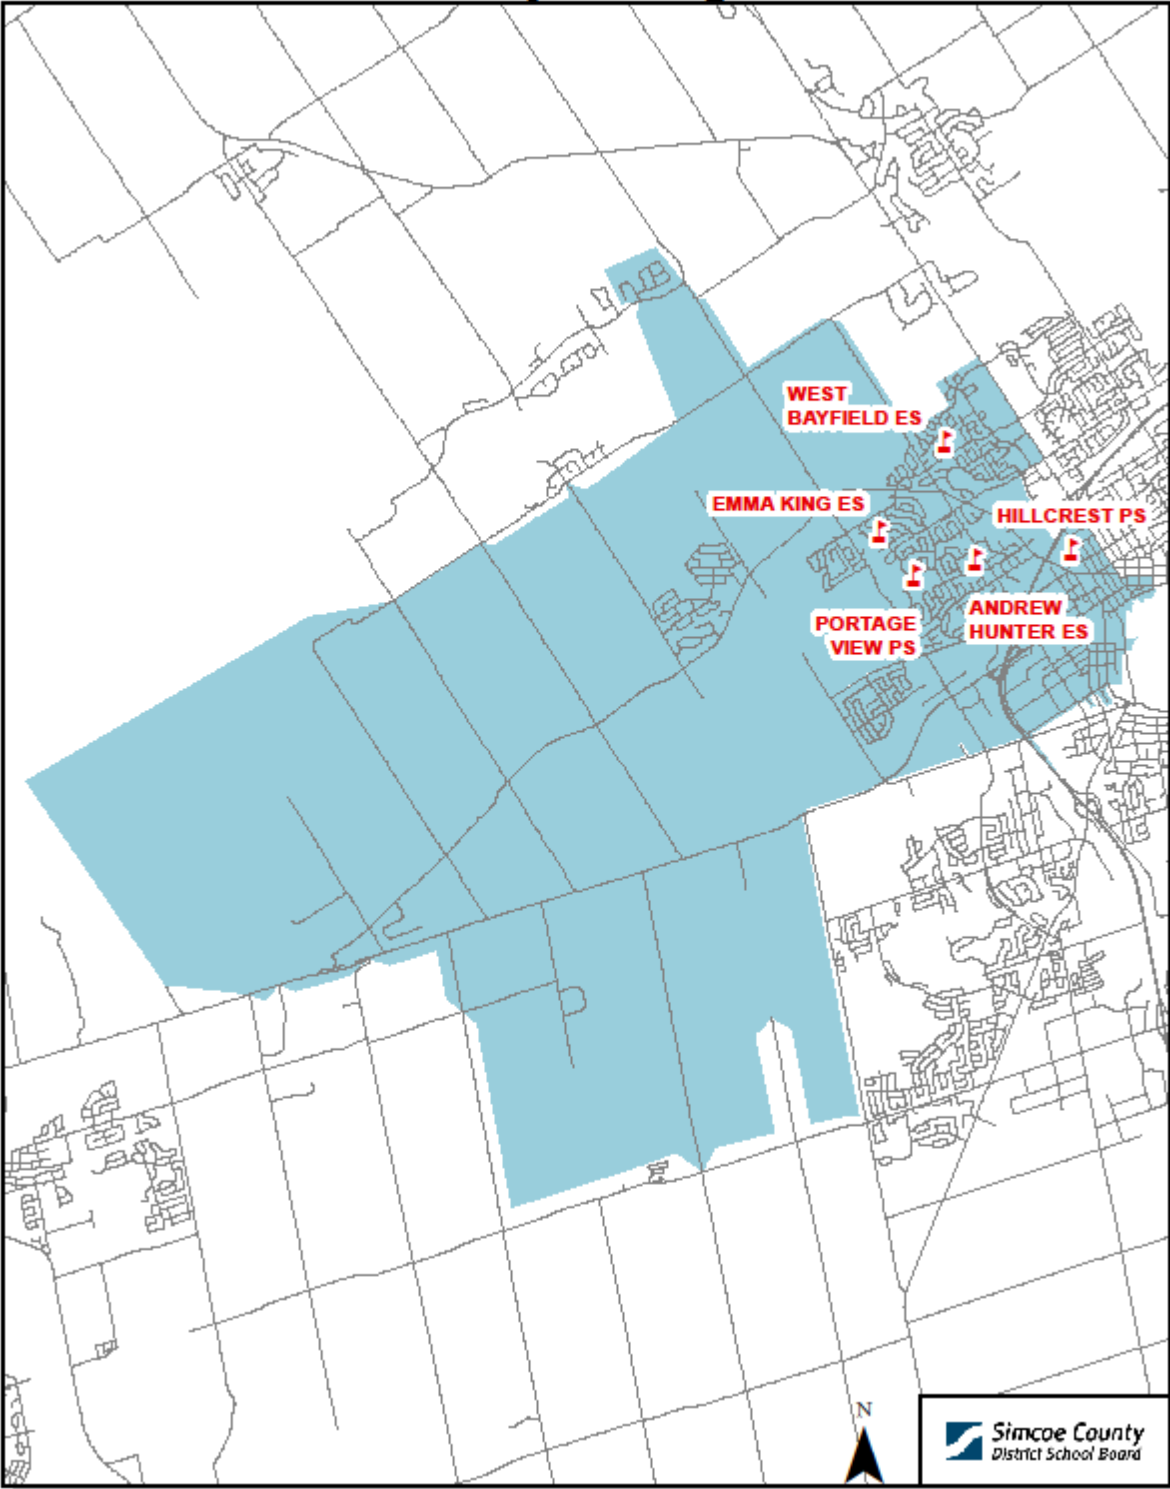 WEST
BAYFIELD ES
EMMA KING ES
HILLCREST PS
PORTAGE
VIEW PS
ANDREW
HUNTER ES
N
Simcoe County
District School Board